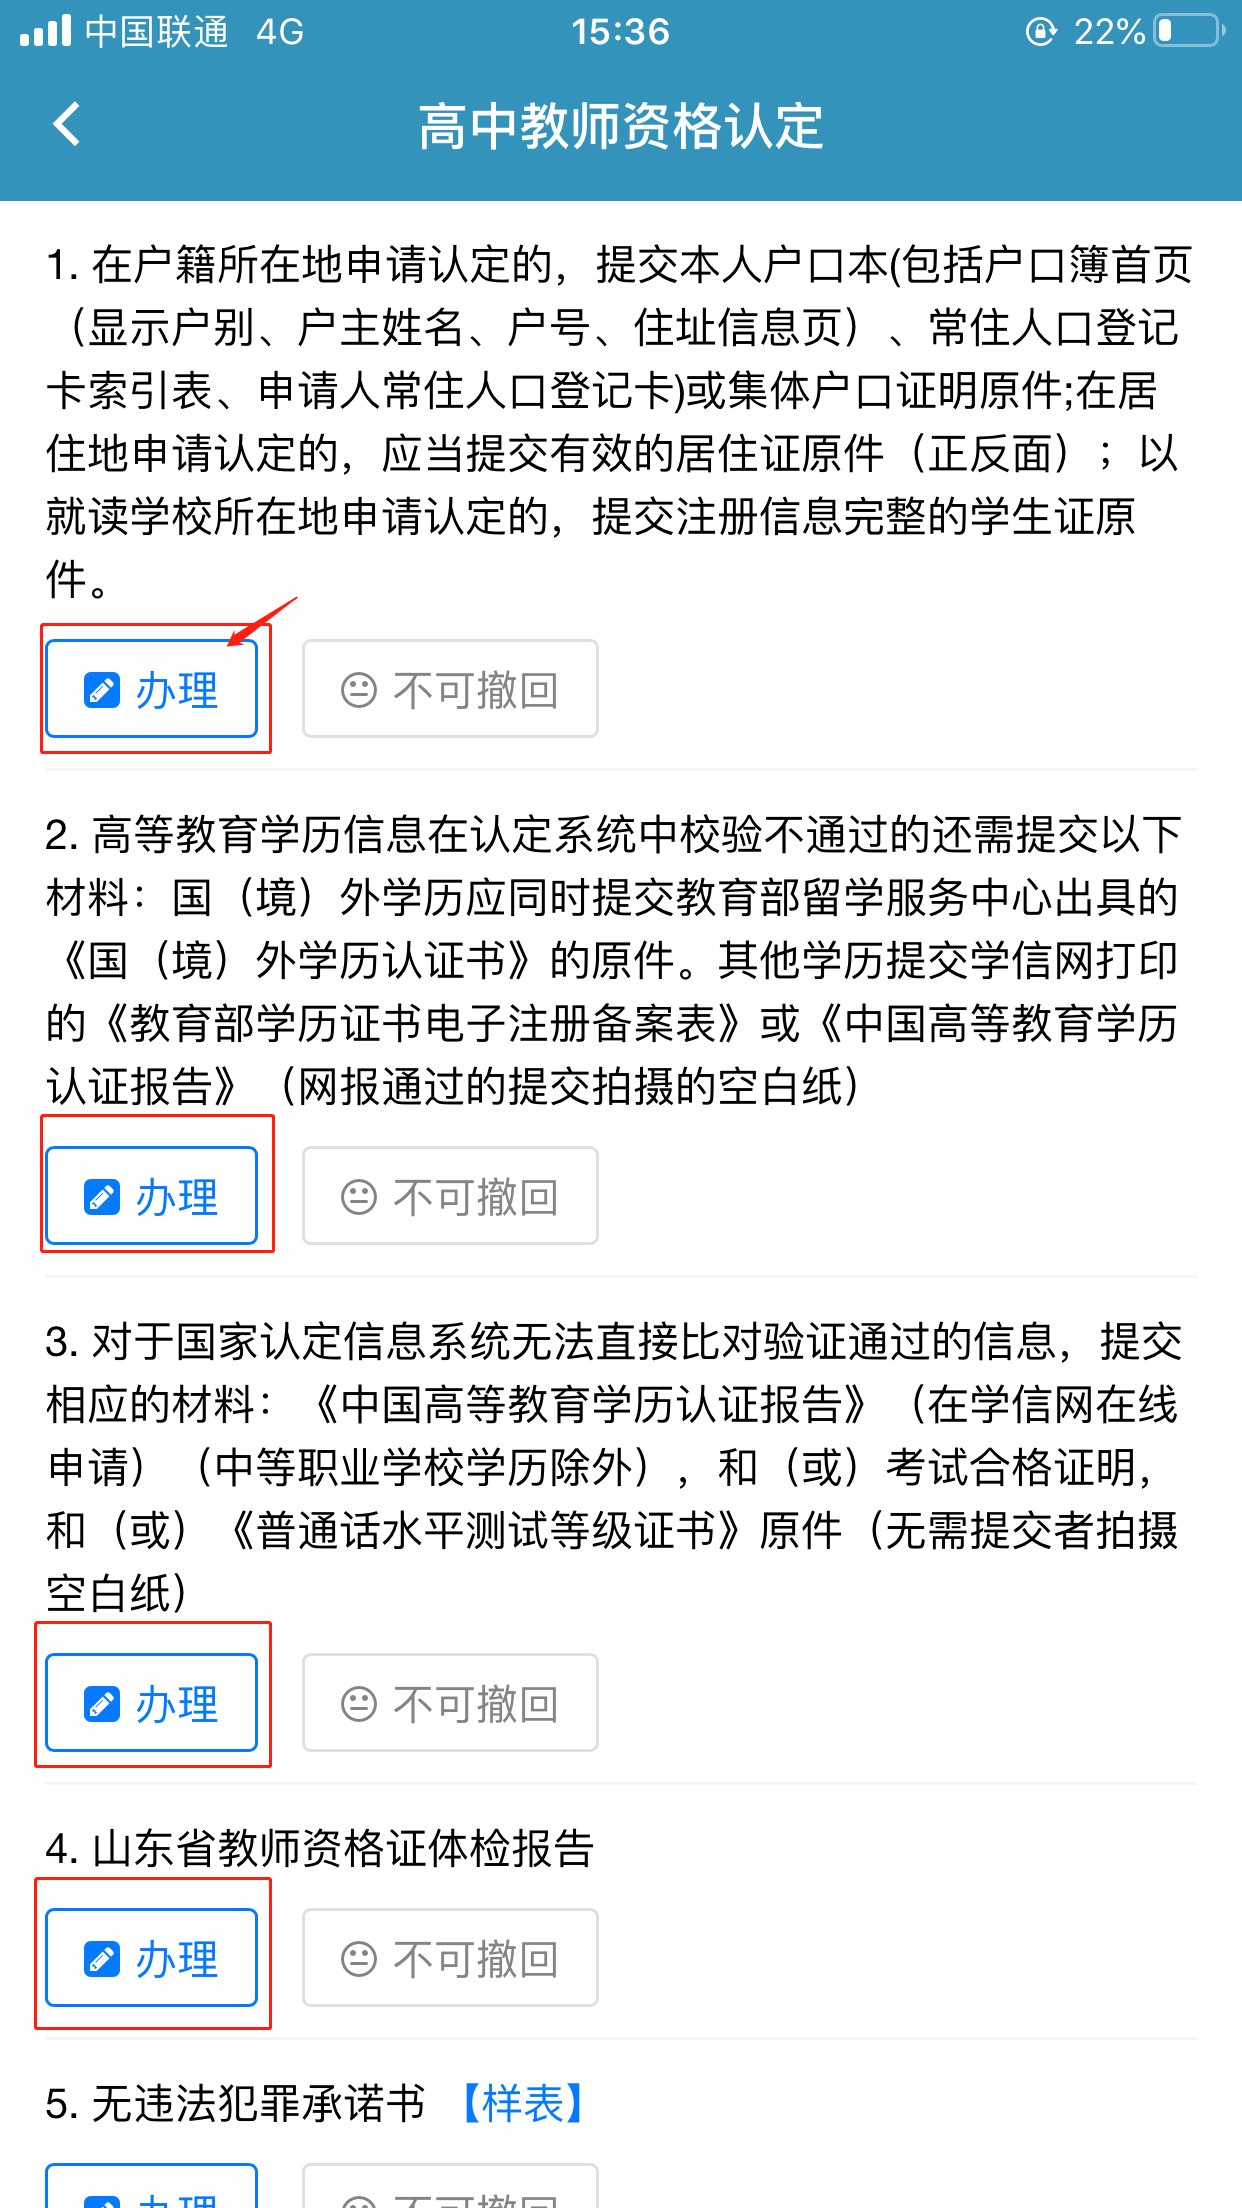 中国联通 4G 15:36 22%
高中教师资格认定
1. 在户籍所在地申请认定的，提交本人户口本(包括户口簿首页
（显示户别、户主姓名、户号、住址信息页）、常住人口登记
卡索引表、申请人常住人口登记卡)或集体户口证明原件;在居
住地申请认定的，应当提交有效的居住证原件（正反面）；以
就读学校所在地申请认定的，提交注册信息完整的学生证原
件。
办理 不可撤回
2. 高等教育学历信息在认定系统中校验不通过的还需提交以下
材料：国（境）外学历应同时提交教育部留学服务中心出具的
《国（境）外学历认证书》的原件。其他学历提交学信网打印
的《教育部学历证书电子注册备案表》或《中国高等教育学历
认证报告》（网报通过的提交拍摄的空白纸）
办理 不可撤回
3. 对于国家认定信息系统无法直接比对验证通过的信息，提交
相应的材料：《中国高等教育学历认证报告》（在学信网在线
申请）（中等职业学校学历除外），和（或）考试合格证明，
和（或）《普通话水平测试等级证书》原件（无需提交者拍摄
空白纸）
办理 不可撤回
4. 山东省教师资格证体检报告
办理 不可撤回
5. 无违法犯罪承诺书 【样表】
办理 不可撤回